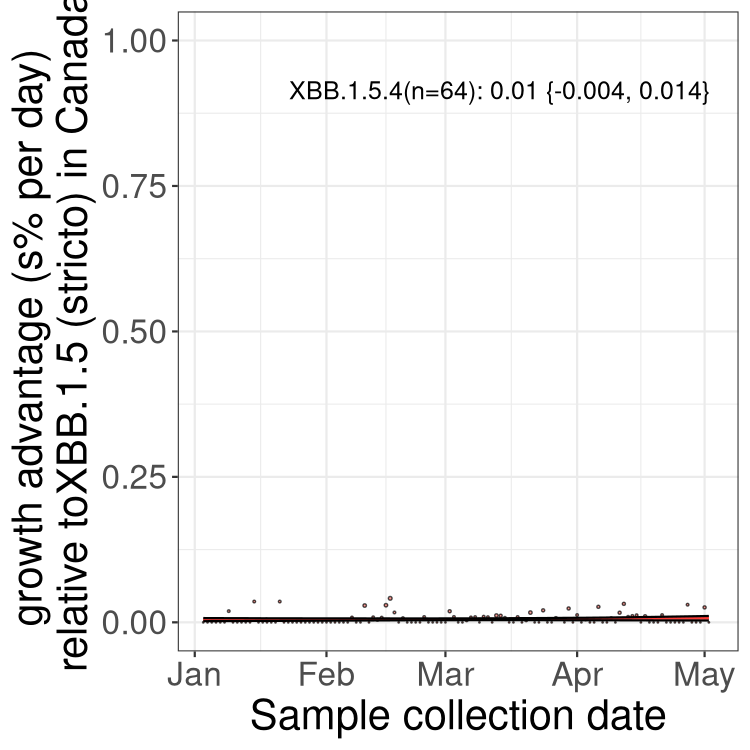 growth advantage (s% per day)
relative toXBB.1.5 (stricto) in Canada
1.00
0.75
0.50
0.25
0.00
XBB.1.5.4(n=64): 0.01 {-0.004, 0.014}
Jan Feb Mar Apr May
Sample collection date